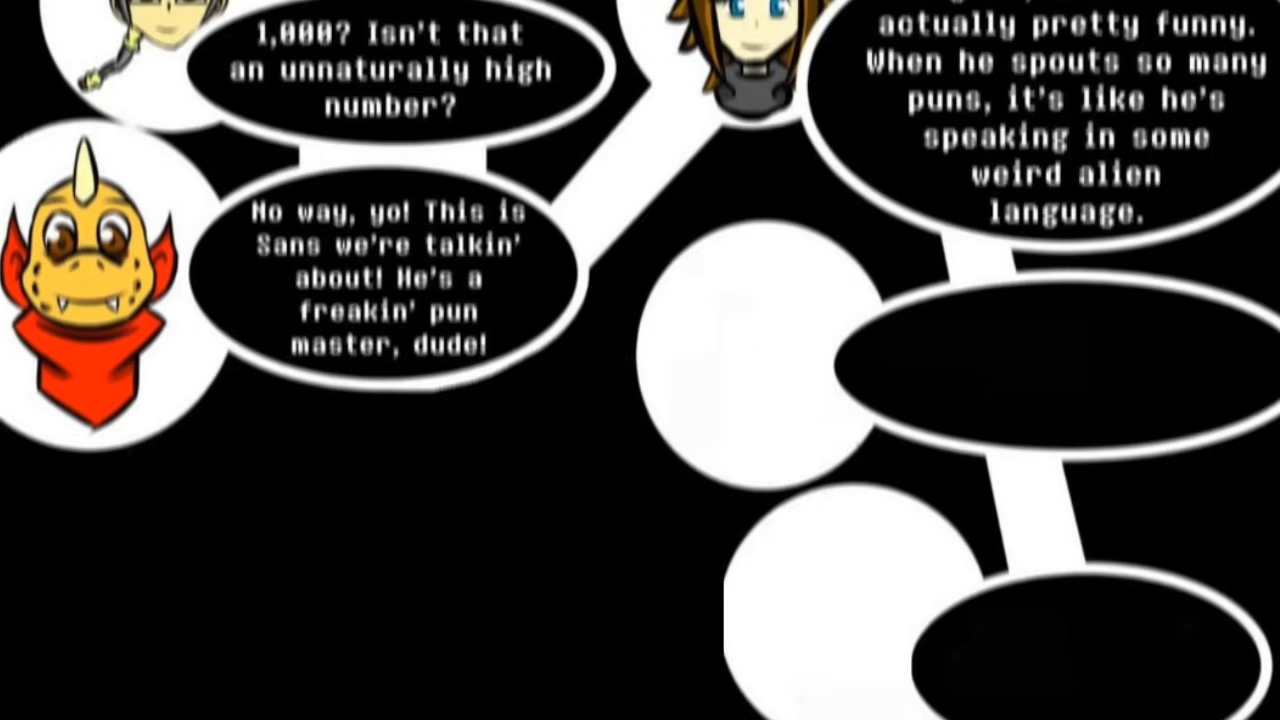 1,000? Isn't that
an unnaturally high
number?
No way, yo! This is
Sans we're talkin'
about! He's a
freakin' pun
master, dude!
actually pretty funny.
When he spouts so many
puns, it's like he's
speaking in some
weird alien
language.